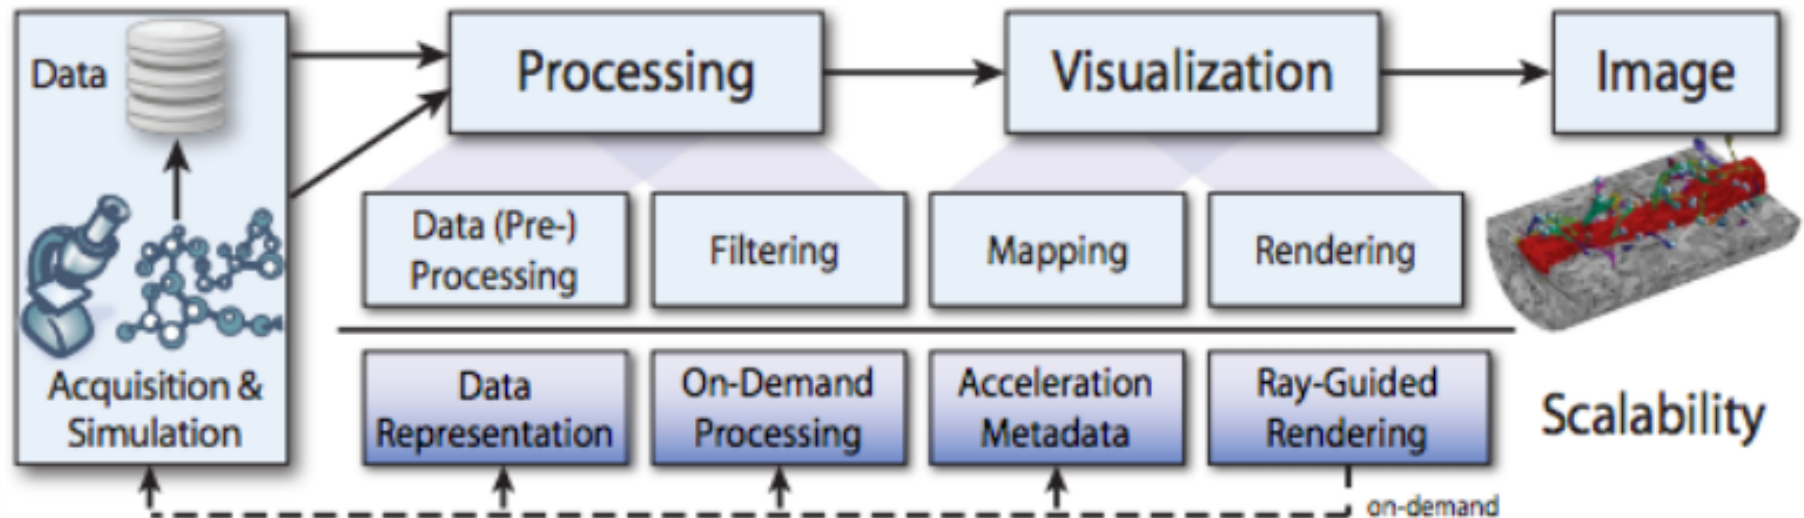 Data
Processing
Visualization
Image
Data (Pre-)
Processing
Filtering
Mapping
Rendering
Acquisition &
Simulation
Data
Representation
On-Demand
Processing
Acceleration
Metadata
Ray-Guided
Rendering
Scalability
on-demand